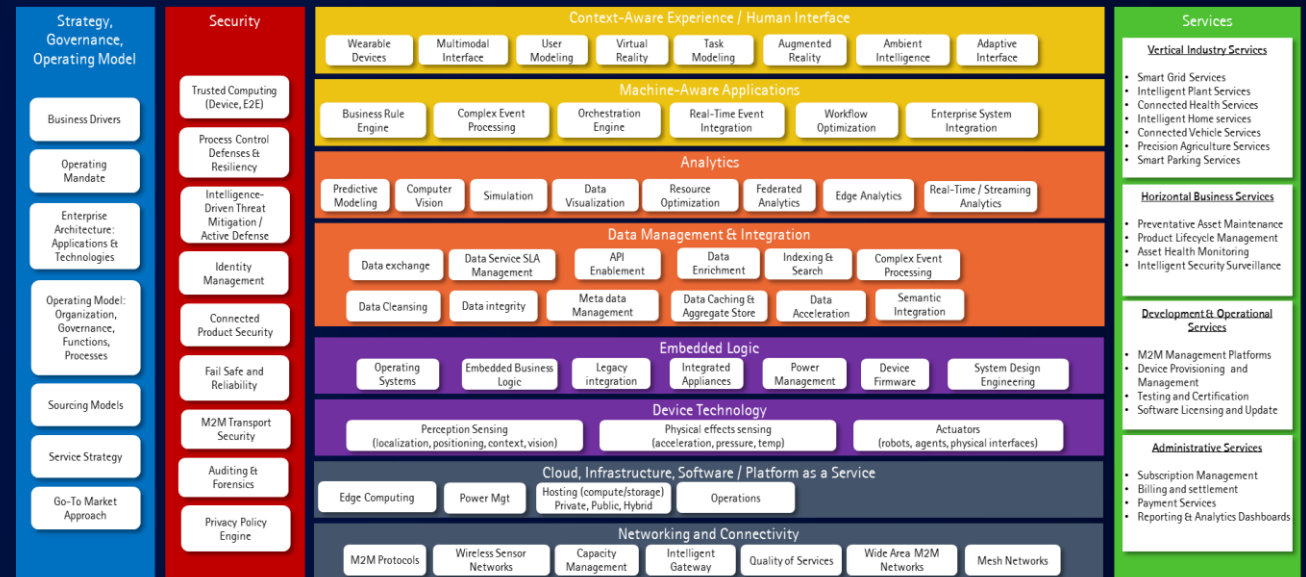 Strategy,
Governance,
Operating Model
Business Drivers
Operating
Mandate
Enterprise
Architecture:
Applications &
Technologies
Operating Model:
Organization,
Governance,
Functions,
Processes
Sourcing Models
Service Strategy
Go-To Market
Approach
Security
Trusted Computing
(Device, E2E)
Process Control
Defenses &
Resiliency
Intelligence-
Driven Threat
Mitigation /
Active Defense
Identity
Management
Connected
Product Security
Fail Safe and
Reliability
M2M Transport
Security
Auditing &
Forensics
Privacy Policy
Engine
Context-Aware Experience / Human Interface
Wearable
Devices
Multimodal
Interface
User
Modeling
Virtual
Reality
Task
Modeling
Augmented
Reality
Ambient
Intelligence
Adaptive
Interface
Machine-Aware Applications
Business Rule
Engine
Complex Event
Processing
Orchestration
Engine
Real-Time Event
Integration
Workflow
Optimization
Enterprise System
Integration
Analytics
Predictive
Modeling
Computer
Vision
Simulation
Data
Visualization
Resource
Optimization
Federated
Analytics
Edge Analytics
Real-Time / Streaming
Analytics
Data Management & Integration
Data exchange
Data Service SLA
Management
API
Enablement
Data
Enrichment
Indexing &
Search
Complex Event
Processing
Data Cleansing
Data integrity
Meta data
Management
Data Caching &
Aggregate Store
Data
Acceleration
Semantic
Integration
Embedded Logic
Operating
Systems
Embedded Business
Logic
Legacy
integration
Integrated
Appliances
Power
Management
Device
Firmware
System Design
Engineering
Device Technology
Perception Sensing
(localization, positioning, context, vision)
Physical effects sensing
(acceleration, pressure, temp)
Actuators
(robots, agents, physical interfaces)
Cloud, Infrastructure, Software / Platform as a Service
Edge Computing
Power Mgt
Hosting (compute/storage)
Private, Public, Hybrid
Operations
Networking and Connectivity
M2M Protocols
Wireless Sensor
Networks
Capacity
Management
Intelligent
Gateway
Quality of Services
Wide Area M2M
Networks
Mesh Networks
Services
Vertical Industry Services
• Smart Grid Services
• Intelligent Plant Services
• Connected Health Services
• Intelligent Home services
• Connected Vehicle Services
• Precision Agriculture Services
• Smart Parking Services
Horizontal Business Services
• Preventative Asset Maintenance
• Product Lifecycle Management
• Asset Health Monitoring
• Intelligent Security Surveillance
Development & Operational
Services
• M2M Management Platforms
• Device Provisioning and
Management
• Testing and Certification
• Software Licensing and Update
Administrative Services
• Subscription Management
• Billing and settlement
• Payment Services
• Reporting & Analytics Dashboards